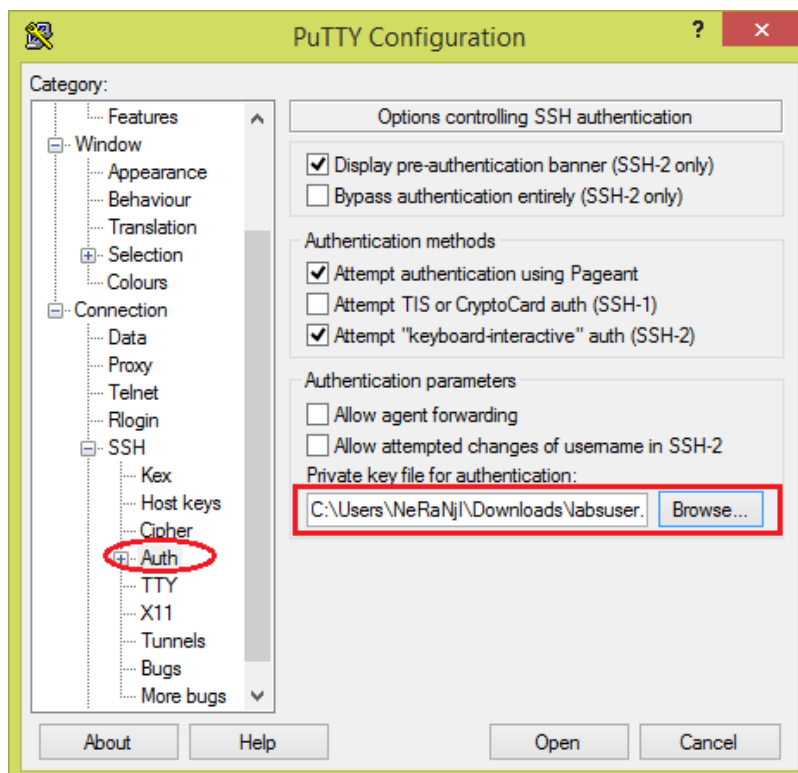 PuTTY Configuration
?
Category:
Features
Window
Appearance
Behaviour
Translation
Selection
Colours
Connection
Data
Proxy
Telnet
Rlogin
SSH
Kex
Host keys
Cipher
Auth
TTY
X11
Tunnels
Bugs
More bugs
Options controlling SSH authentication
Display pre-authentication banner (SSH-2 only)
Bypass authentication entirely (SSH-2 only)
Authentication methods
Attempt authentication using Pageant
Attempt TIS or CryptoCard auth (SSH-1)
Attempt "keyboard-interactive" auth (SSH-2)
Authentication parameters
Allow agent forwarding
Allow attempted changes of username in SSH-2
Private key file for authentication:
C:\Users\NeRaNjI\Downloads\labsuser. Browse...
About Help Open Cancel